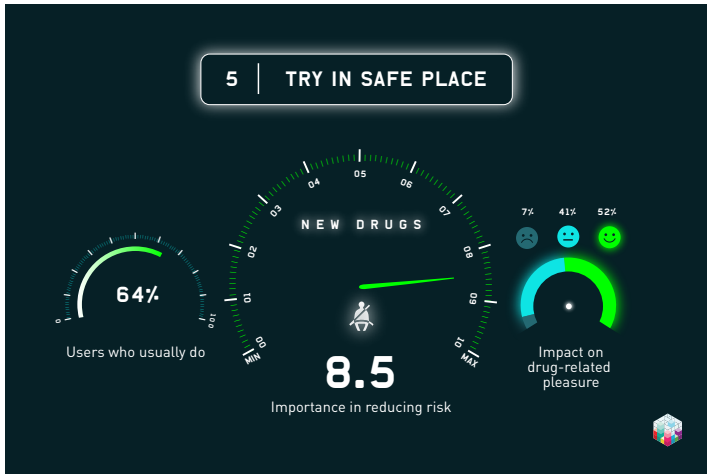 5 | TRY IN SAFE PLACE
NEW DRUGS
MIN
00
01
02
03
04
05
06
07
08
09
10
MAX
8.5
Importance in reducing risk
64%
0
100
Users who usually do
7% 41% 52%
Impact on
drug-related
pleasure